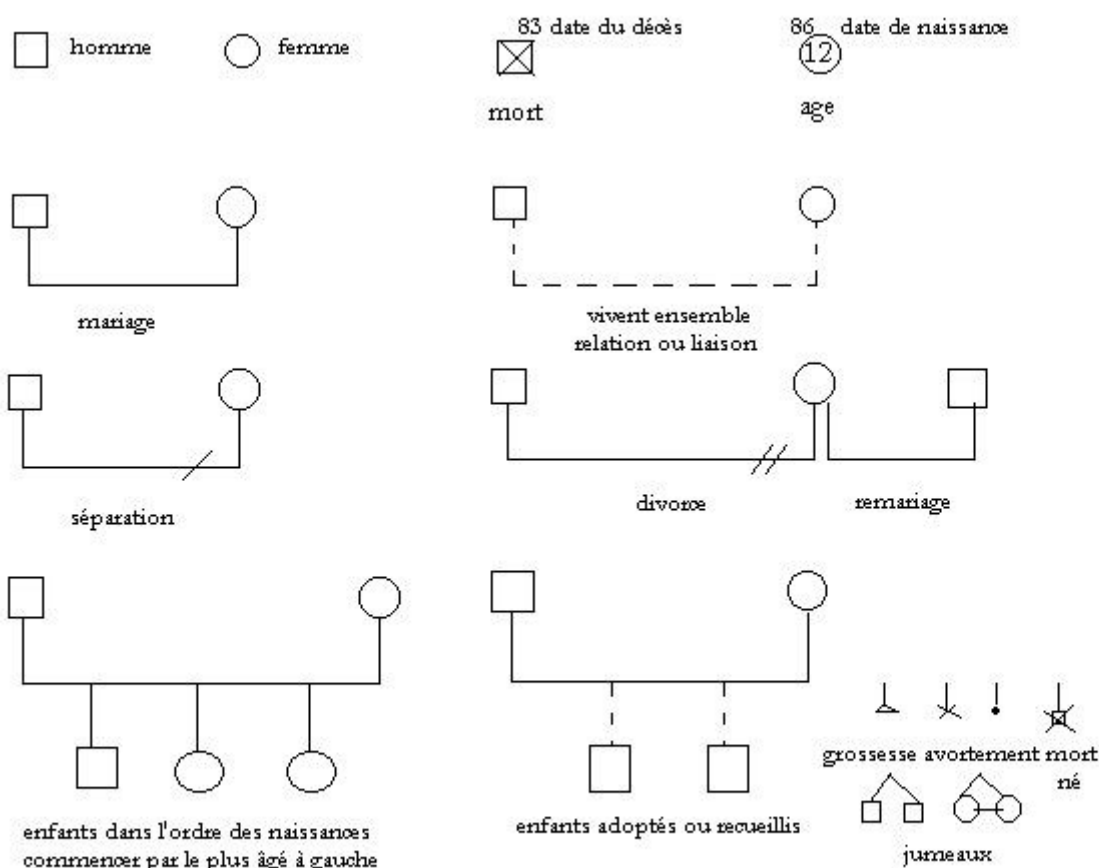 homme
femme
83 date du décès
86 date de naissance
12
mort
age
mariage
vivent ensemble
relation ou liaison
séparation
divorce
remariage
enfants dans l'ordre des naissances
commencer par le plus âgé à gauche
enfants adoptés ou recueillis
grossesse avortement mort
né
jumeaux